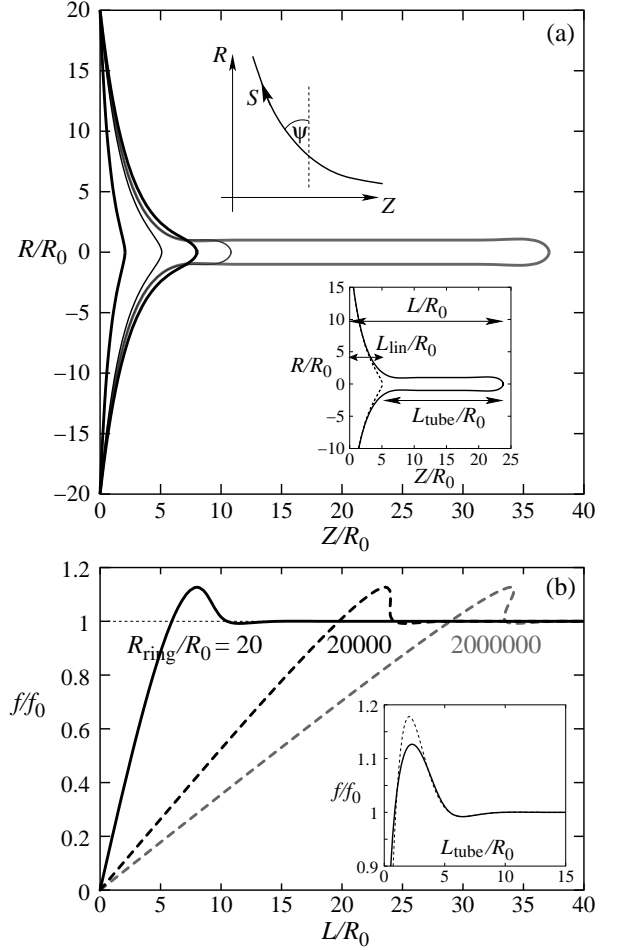 (a)
20
15
10
5
R/R0
0
−5
−10
−15
−20
0 5 10 15 20 25 30 35 40
Z/R0
R
S
ψ
Z
15
10
5
R/R0
0
−5
−10
L/R0
Llin/R0
Ltube/R0
0 5 10 15 20 25
Z/R0
(b)
1.2
1
0.8
f/f0
0.6
0.4
0.2
0
Rring/R0 = 20 20000 2000000
0 5 10 15 20 25 30 35 40
L/R0
1.2
1.1
f/f0
1
0.9
Ltube/R0
0 5 10 15